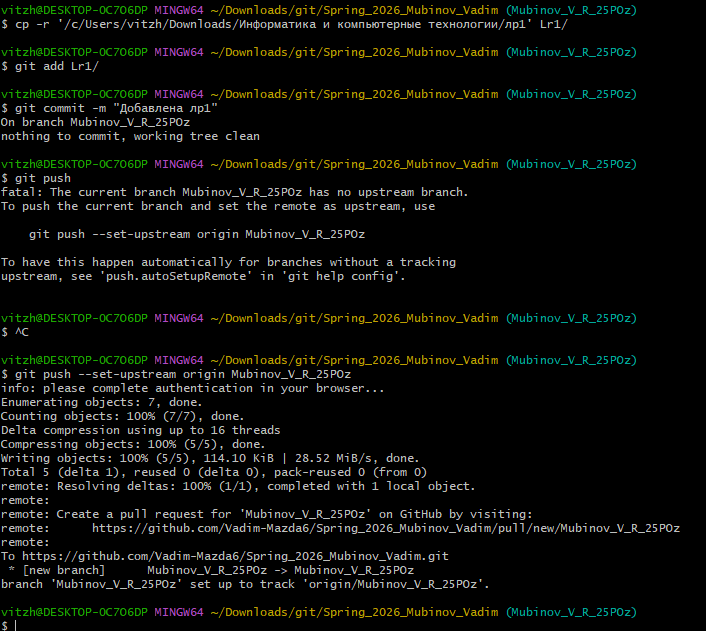 vitzh@DESKTOP-0C7O6DP MINGW64 ~/Downloads/git/Spring_2026_Mubinov_Vadim (Mubinov_V_R_25POz)
$ cp -r '/c/Users/vitzh/Downloads/Информатика и компьютерные технологии/лр1' Lr1/
vitzh@DESKTOP-0C7O6DP MINGW64 ~/Downloads/git/Spring_2026_Mubinov_Vadim (Mubinov_V_R_25POz)
$ git add Lr1/
vitzh@DESKTOP-0C7O6DP MINGW64 ~/Downloads/git/Spring_2026_Mubinov_Vadim (Mubinov_V_R_25POz)
$ git commit -m "Добавлена лр1"
On branch Mubinov_V_R_25POz
nothing to commit, working tree clean
vitzh@DESKTOP-0C7O6DP MINGW64 ~/Downloads/git/Spring_2026_Mubinov_Vadim (Mubinov_V_R_25POz)
$ git push
fatal: The current branch Mubinov_V_R_25POz has no upstream branch.
To push the current branch and set the remote as upstream, use
git push --set-upstream origin Mubinov_V_R_25POz
To have this happen automatically for branches without a tracking
upstream, see 'push.autoSetupRemote' in 'git help config'.
vitzh@DESKTOP-0C7O6DP MINGW64 ~/Downloads/git/Spring_2026_Mubinov_Vadim (Mubinov_V_R_25POz)
$ ^C
vitzh@DESKTOP-0C7O6DP MINGW64 ~/Downloads/git/Spring_2026_Mubinov_Vadim (Mubinov_V_R_25POz)
$ git push --set-upstream origin Mubinov_V_R_25POz
info: please complete authentication in your browser...
Enumerating objects: 7, done.
Counting objects: 100% (7/7), done.
Delta compression using up to 16 threads
Compressing objects: 100% (5/5), done.
Writing objects: 100% (5/5), 114.10 KiB | 28.52 MiB/s, done.
Total 5 (delta 1), reused 0 (delta 0), pack-reused 0 (from 0)
remote: Resolving deltas: 100% (1/1), completed with 1 local object.
remote:
remote: Create a pull request for 'Mubinov_V_R_25POz' on GitHub by visiting:
remote:      https://github.com/Vadim-Mazda6/Spring_2026_Mubinov_Vadim/pull/new/Mubinov_V_R_25POz
remote:
To https://github.com/Vadim-Mazda6/Spring_2026_Mubinov_Vadim.git
* [new branch]      Mubinov_V_R_25POz -> Mubinov_V_R_25POz
branch 'Mubinov_V_R_25POz' set up to track 'origin/Mubinov_V_R_25POz'.
vitzh@DESKTOP-0C7O6DP MINGW64 ~/Downloads/git/Spring_2026_Mubinov_Vadim (Mubinov_V_R_25POz)
$